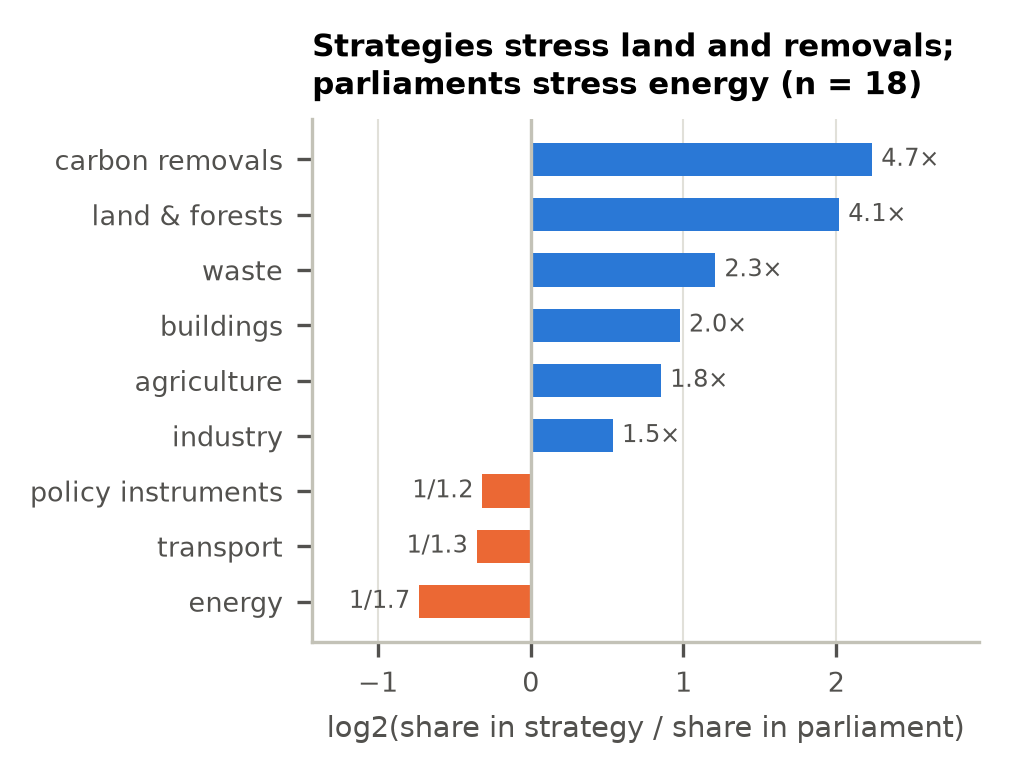 Strategies stress land and removals;
parliaments stress energy (n = 18)
carbon removals 4.7×
land & forests 4.1×
waste 2.3×
buildings 2.0×
agriculture 1.8×
industry 1.5×
policy instruments 1/1.2
transport 1/1.3
energy 1/1.7
−1 0 1 2
log2(share in strategy / share in parliament)